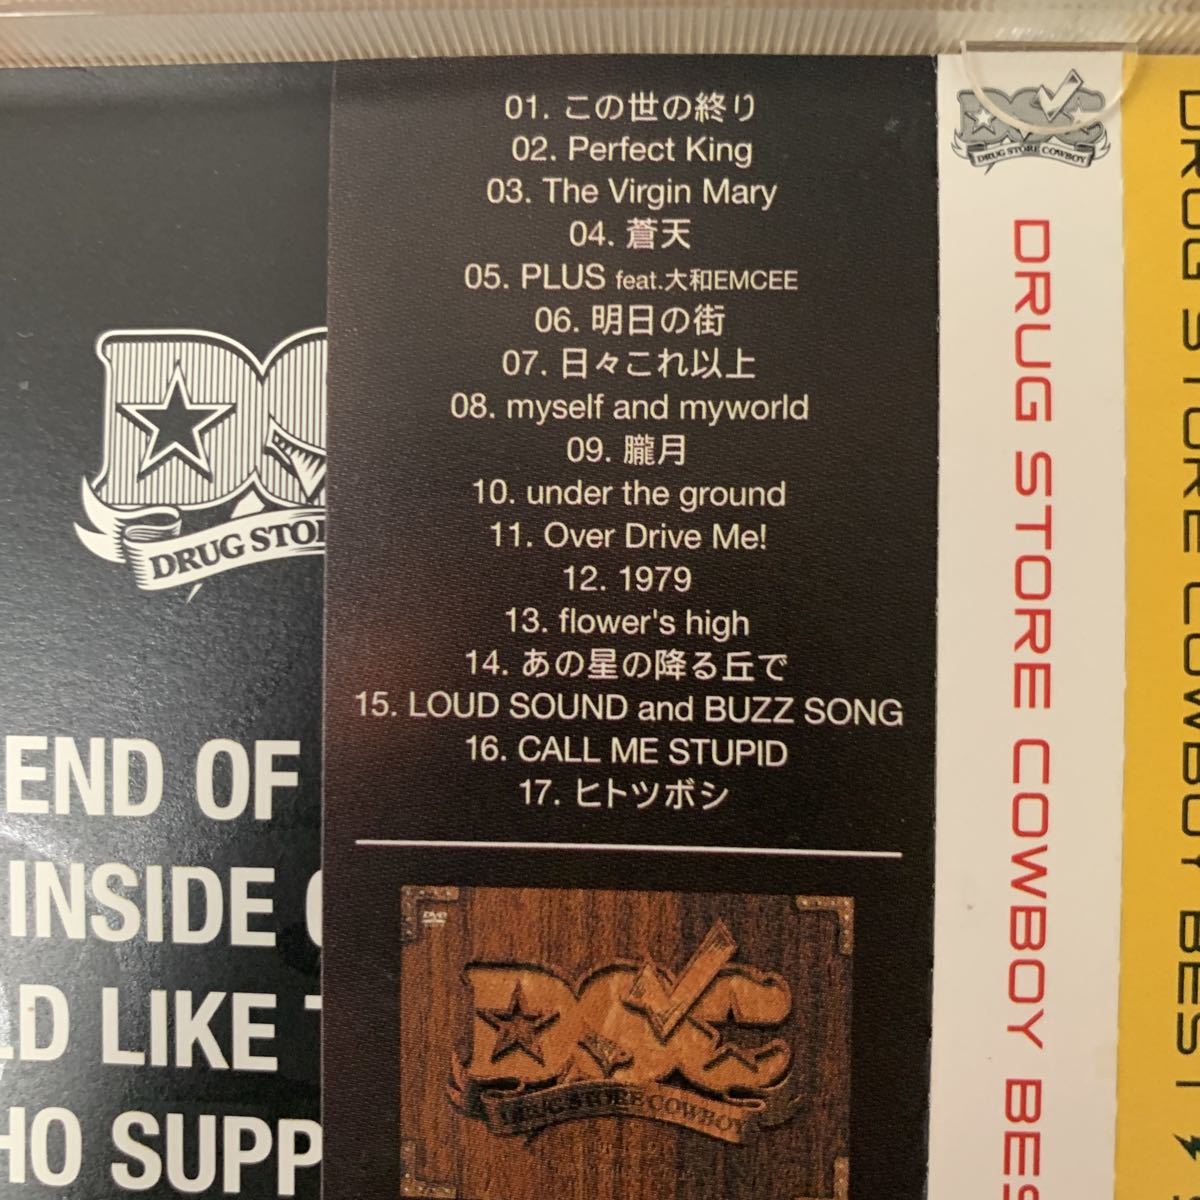 01. この世の終り
02. Perfect King
03. The Virgin Mary
04. 蒼天
05. PLUS feat.大和EMCEE
06. 明日の街
07. 日々これ以上
08. myself and myworld
09. 朧月
10. under the ground
11. Over Drive Me!
12. 1979
13. flower's high
14. あの星の降る丘で
15. LOUD SOUND and BUZZ SONG
16. CALL ME STUPID
17. ヒトツボシ
DVD
DSC
DRUG STORE COWBOY
DRUG STORE COWBOY
DRUG STORE COWBOY BES
DRUG STORE COWBOY BEST
DRUG STO
END OF
INSIDE
LD LIKE
HO SUPP